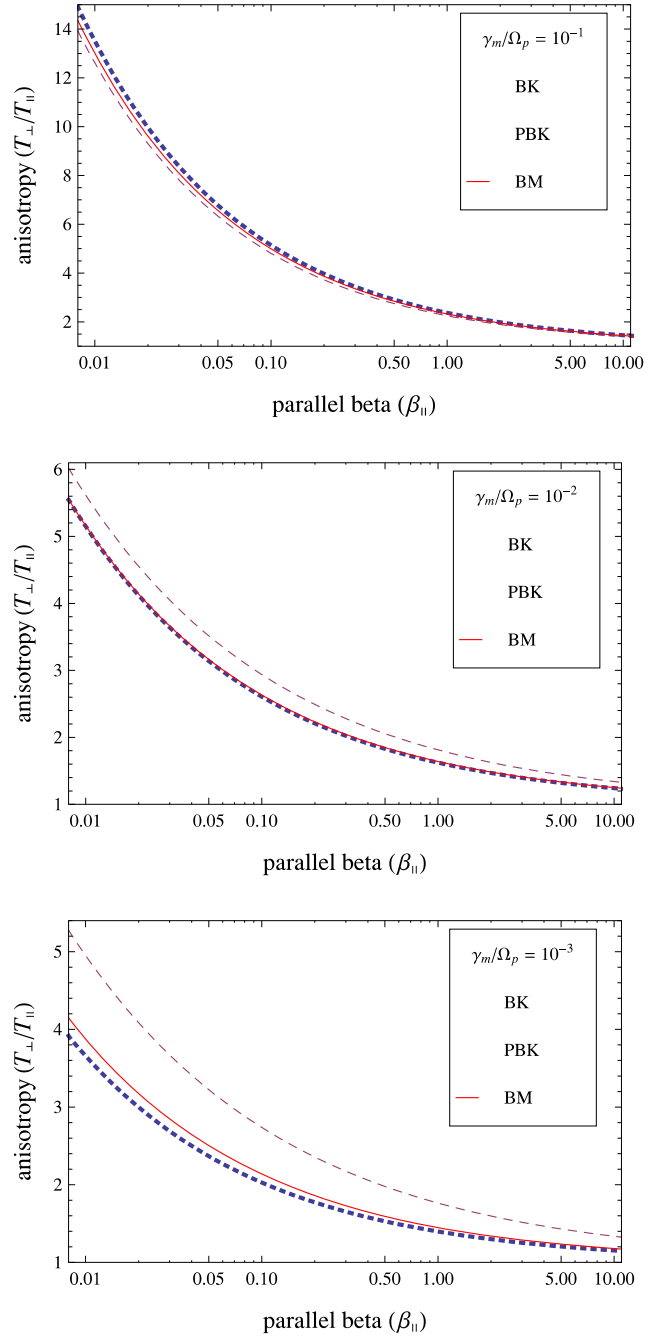 14
12
10
8
6
4
2
anisotropy (T⊥/T∥)
γm/Ωp = 10⁻¹
BK
PBK
BM
0.01 0.05 0.10 0.50 1.00 5.00 10.00
parallel beta (β∥)
6
5
4
3
2
1
anisotropy (T⊥/T∥)
γm/Ωp = 10⁻²
BK
PBK
BM
0.01 0.05 0.10 0.50 1.00 5.00 10.00
parallel beta (β∥)
5
4
3
2
1
anisotropy (T⊥/T∥)
γm/Ωp = 10⁻³
BK
PBK
BM
0.01 0.05 0.10 0.50 1.00 5.00 10.00
parallel beta (β∥)